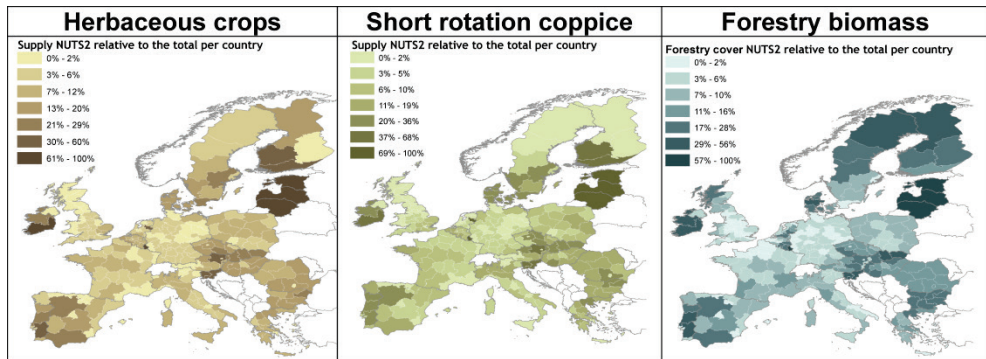 Herbaceous crops
Supply NUTS2 relative to the total per country
0% - 2%
3% - 6%
7% - 12%
13% - 20%
21% - 29%
30% - 60%
61% - 100%
Short rotation coppice
Supply NUTS2 relative to the total per country
0% - 2%
3% - 5%
6% - 10%
11% - 19%
20% - 36%
37% - 68%
69% - 100%
Forestry biomass
Forestry cover NUTS2 relative to the total per country
0% - 2%
3% - 6%
7% - 10%
11% - 16%
17% - 28%
29% - 56%
57% - 100%